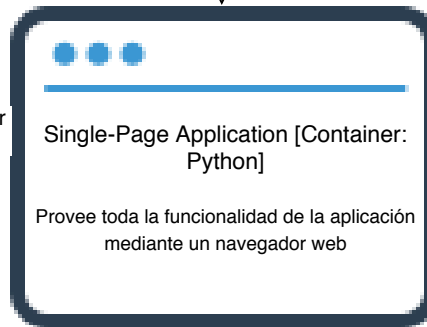 r
Single-Page Application [Container:
Python]
Provee toda la funcionalidad de la aplicación
mediante un navegador web